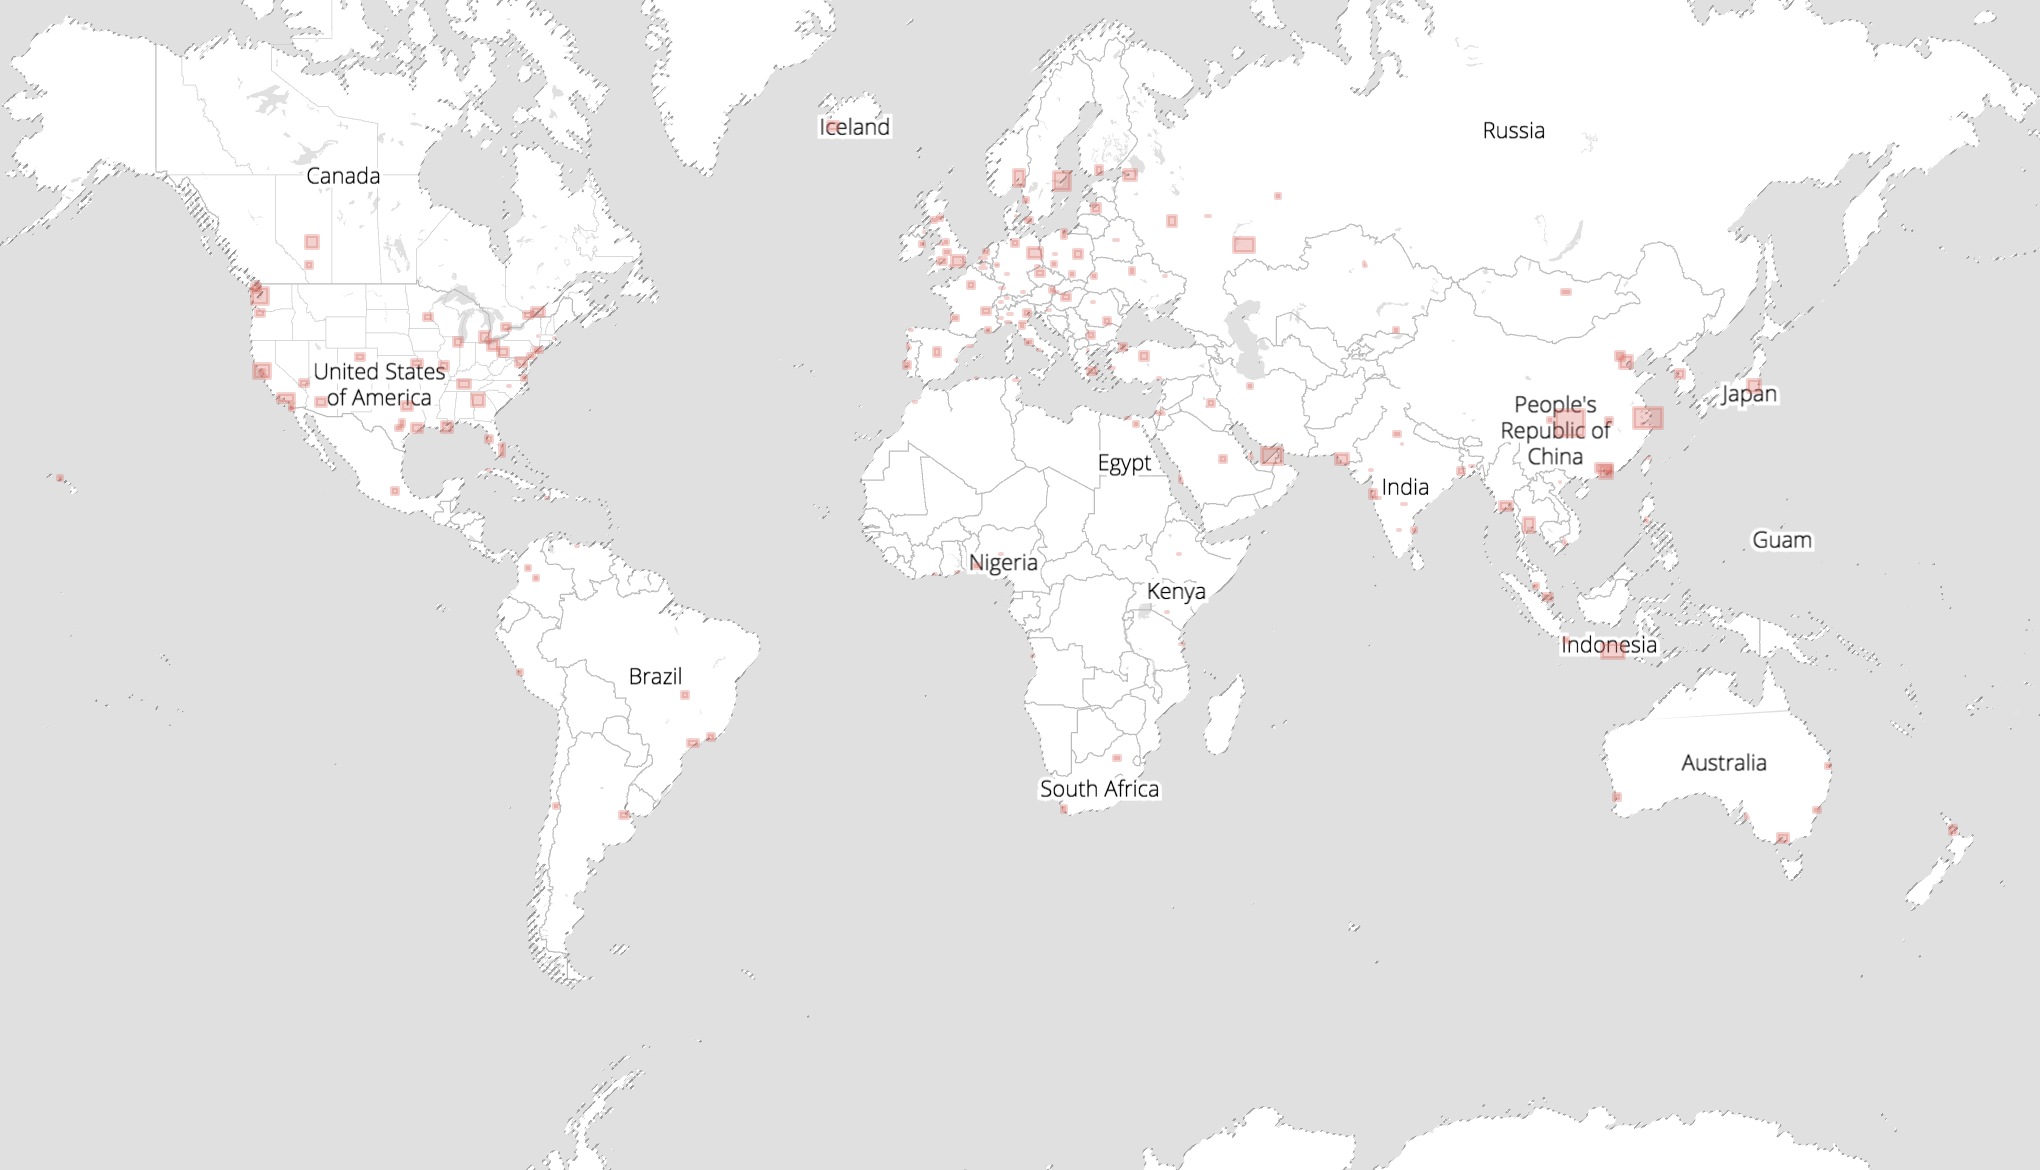 Iceland
Russia
Canada
United States
of America
People's
Republic of
China
Japan
Egypt
India
Guam
Nigeria
Kenya
Indonesia
Brazil
Australia
South Africa